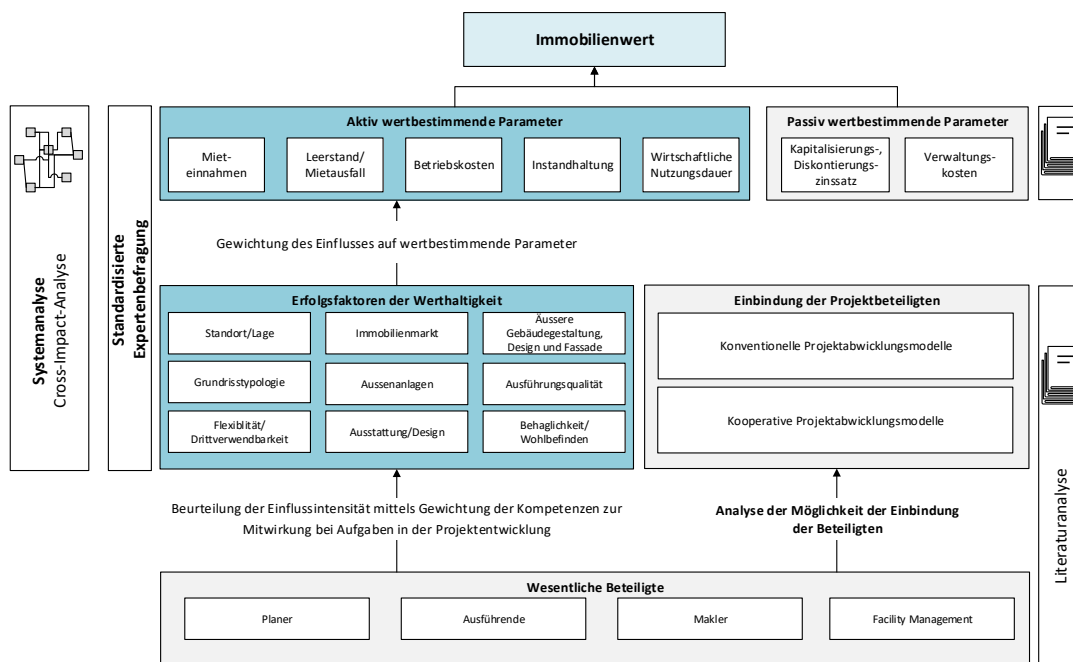 Immobilienwert
Systemanalyse
Cross-Impact-Analyse
Standardisierte
Expertenbefragung
Aktiv wertbestimmende Parameter
Miet-
einnahmen
Leerstand/
Mietausfall
Betriebskosten
Instandhaltung
Wirtschaftliche
Nutzungsdauer
Passiv wertbestimmende Parameter
Kapitalisierungs-,
Diskontierungs-
zinssatz
Verwaltungs-
kosten
Gewichtung des Einflusses auf wertbestimmende Parameter
Erfolgsfaktoren der Werthaltigkeit
Standort/Lage
Immobilienmarkt
Äussere
Gebäudegestaltung,
Design und Fassade
Grundrisstypologie
Aussenanlagen
Ausführungsqualität
Flexiblität/
Drittverwendbarkeit
Ausstattung/Design
Behaglichkeit/
Wohlbefinden
Einbindung der Projektbeteiligten
Konventionelle Projektabwicklungsmodelle
Kooperative Projektabwicklungsmodelle
Beurteilung der Einflussintensität mittels Gewichtung der Kompetenzen zur
Mitwirkung bei Aufgaben in der Projektentwicklung
Analyse der Möglichkeit der Einbindung
der Beteiligten
Literaturanalyse
Wesentliche Beteiligte
Planer
Ausführende
Makler
Facility Management